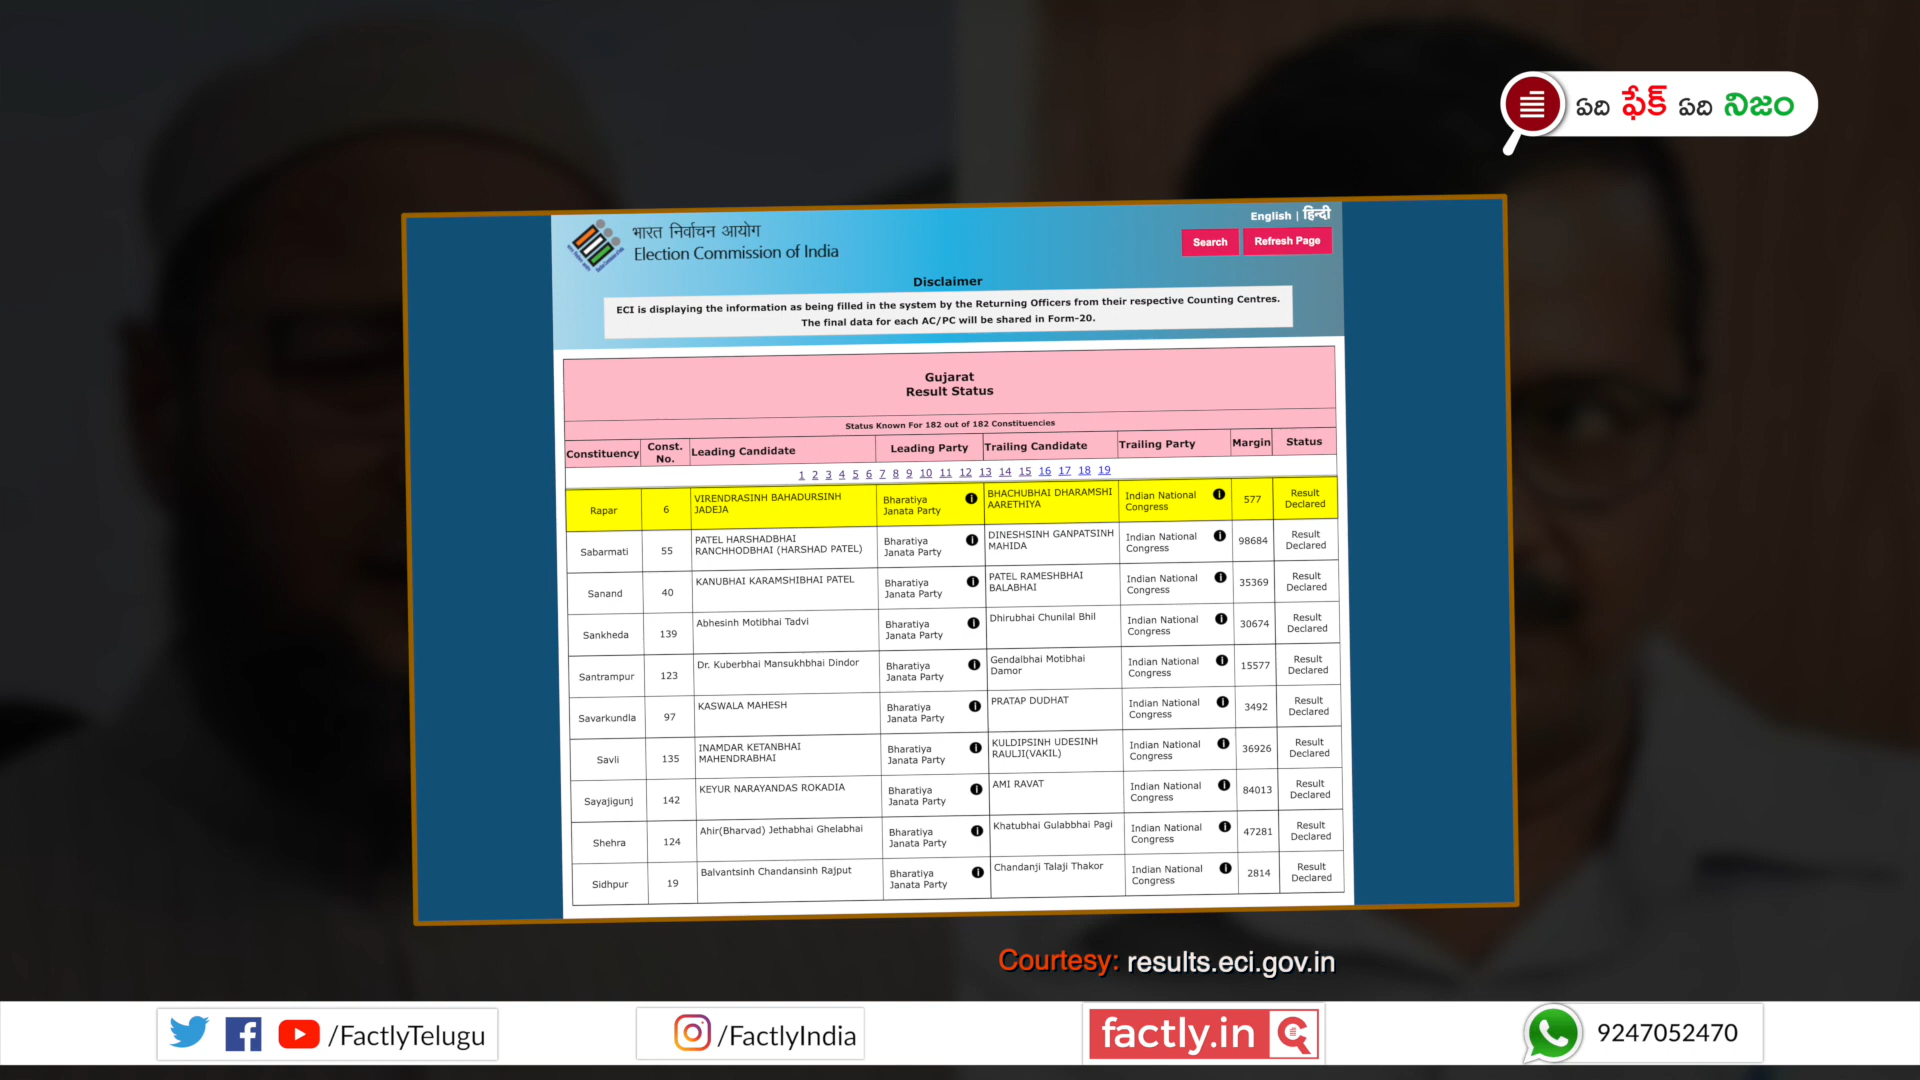 ఏది ఫేక్ ఏది నిజం
English | हिन्दी
भारत निर्वाचन आयोग
Election Commission of India
Search Refresh Page
Disclaimer
ECI is displaying the information as being filled in the system by the Returning Officers from their respective Counting Centres.
The final data for each AC/PC will be shared in Form-20.
Gujarat
Result Status
Status Known For 182 out of 182 Constituencies
Constituency Const. No. Leading Candidate Leading Party Trailing Candidate Trailing Party Margin Status
1 2 3 4 5 6 7 8 9 10 11 12 13 14 15 16 17 18 19
Rapar 6 VIRENDRASINH BAHADURSINH JADEJA Bharatiya Janata Party i BHACHUBHAI DHARAMSHI AARETHIYA Indian National Congress i 577 Result Declared
Sabarmati 55 PATEL HARSHADBHAI RANCHHODBHAI (HARSHAD PATEL) Bharatiya Janata Party i DINESHSINH GANPATSINH MAHIDA Indian National Congress i 98684 Result Declared
Sanand 40 KANUBHAI KARAMSHIBHAI PATEL Bharatiya Janata Party i PATEL RAMESHBHAI BALABHAI Indian National Congress i 35369 Result Declared
Sankheda 139 Abhesinh Motibhai Tadvi Bharatiya Janata Party i Dhirubhai Chunilal Bhil Indian National Congress i 30674 Result Declared
Santrampur 123 Dr. Kuberbhai Mansukhbhai Dindor Bharatiya Janata Party i Gendalbhai Motibhai Damor Indian National Congress i 15577 Result Declared
Savarkundla 97 KASWALA MAHESH Bharatiya Janata Party i PRATAP DUDHAT Indian National Congress i 3492 Result Declared
Savli 135 INAMDAR KETANBHAI MAHENDRABHAI Bharatiya Janata Party i KULDIPSINH UDESINH RAULJI(VAKIL) Indian National Congress i 36926 Result Declared
Sayajigunj 142 KEYUR NARAYANDAS ROKADIA Bharatiya Janata Party i AMI RAVAT Indian National Congress i 84013 Result Declared
Shehra 124 Ahir(Bharvad) Jethabhai Ghelabhai Bharatiya Janata Party i Khatubhai Gulabbhai Pagi Indian National Congress i 47281 Result Declared
Sidhpur 19 Balvantsinh Chandansinh Rajput Bharatiya Janata Party i Chandanji Talaji Thakor Indian National Congress i 2814 Result Declared
Courtesy: results.eci.gov.in
/FactlyTelugu /FactlyIndia factly.in 9247052470